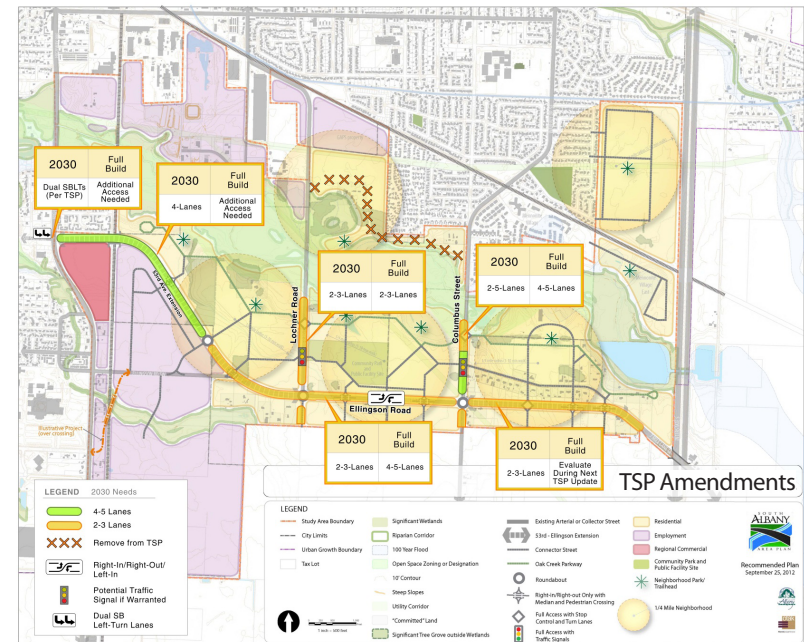 2030
Full
Build
Dual SBLTs
(Per TSP)
Additional
Access
Needed
2030
Full
Build
4-Lanes
Additional
Access
Needed
53rd Ave. Extension
Lochner Road
2030
Full
Build
2-3-Lanes
2-3-Lanes
Columbus Street
2030
Full
Build
2-5-Lanes
4-5-Lanes
Ellingson Road
Illustrative Project
(over crossing)
2030
Full
Build
2-3-Lanes
4-5-Lanes
2030
Full
Build
2-3-Lanes
Evaluate
During Next
TSP Update
TSP Amendments
LEGEND 2030 Needs
4-5 Lanes
2-3 Lanes
Remove from TSP
Right-In/Right-Out/
Left-In
Potential Traffic
Signal if Warranted
Dual SB
Left-Turn Lanes
LEGEND
Study Area Boundary
City Limits
Urban Growth Boundary
Tax Lot
1 inch = 600 feet
Significant Wetlands
Riparian Corridor
100 Year Flood
Open Space Zoning or Designation
10' Contour
Steep Slopes
Utility Corridor
"Committed" Land
Significant Tree Grove outside Wetlands
Existing Arterial or Collector Street
53rd - Ellingson Extension
Connector Street
Oak Creek Parkway
Roundabout
Right-in/Right-out Only with
Median and Pedestrian Crossing
Full Access with Stop
Control and Turn Lanes
Full Access with
Traffic Signals
Residential
Employment
Regional Commercial
Community Park and
Public Facility Site
Neighborhood Park/
Trailhead
1/4 Mile Neighborhood
SOUTH
ALBANY
AREA PLAN
Recommended Plan
September 25, 2012
Albany